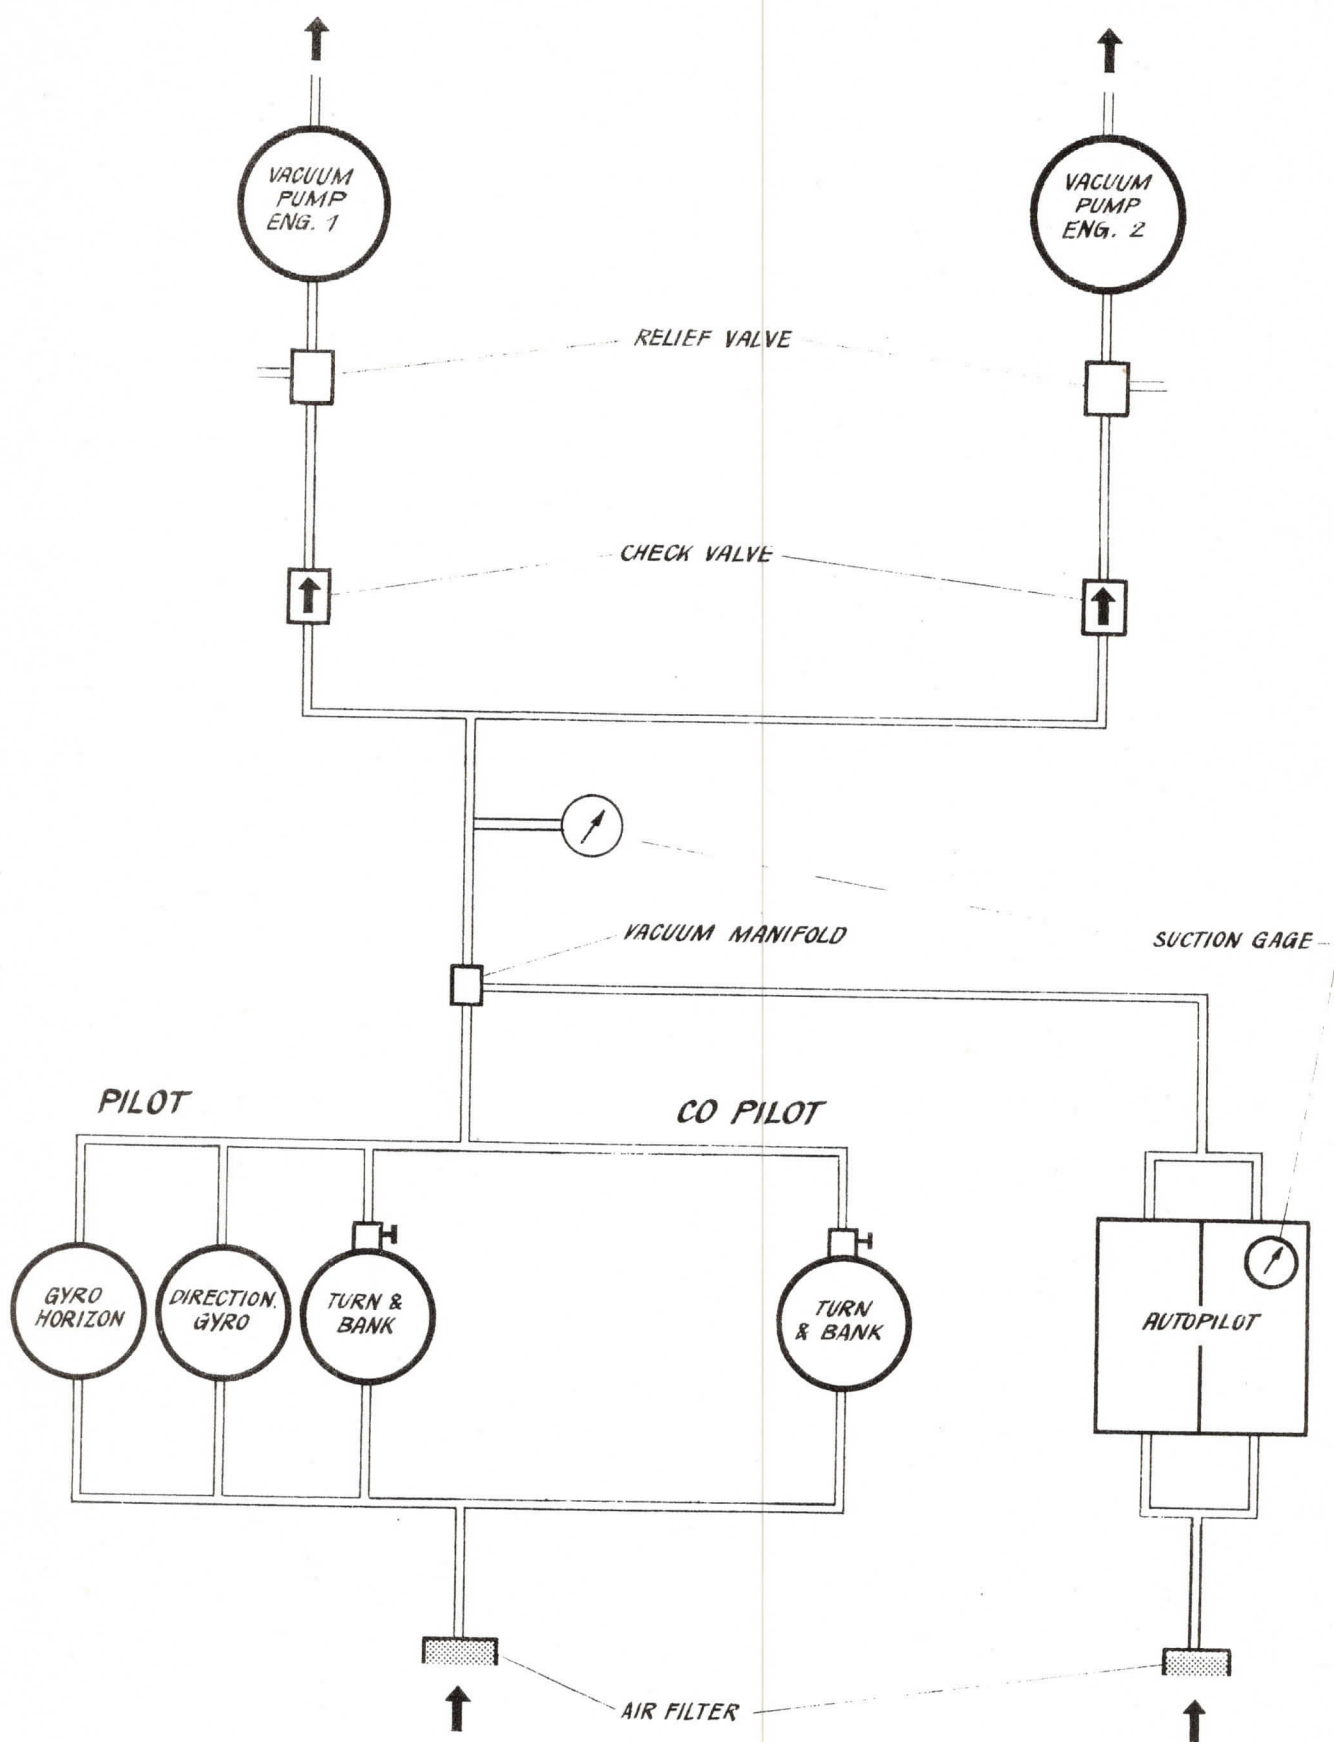 VACUUM
PUMP
ENG. 1
VACUUM
PUMP
ENG. 2
RELIEF VALVE
CHECK VALVE
VACUUM MANIFOLD
SUCTION GAGE
PILOT
CO PILOT
GYRO
HORIZON
DIRECTION.
GYRO
TURN &
BANK
TURN
& BANK
AUTOPILOT
AIR FILTER